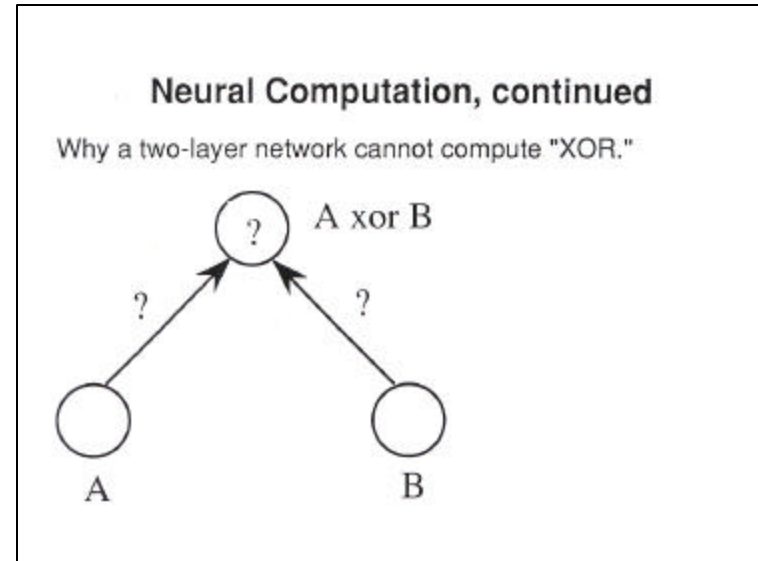 Neural Computation, continued
Why a two-layer network cannot compute "XOR."
? A xor B
? ?
A B